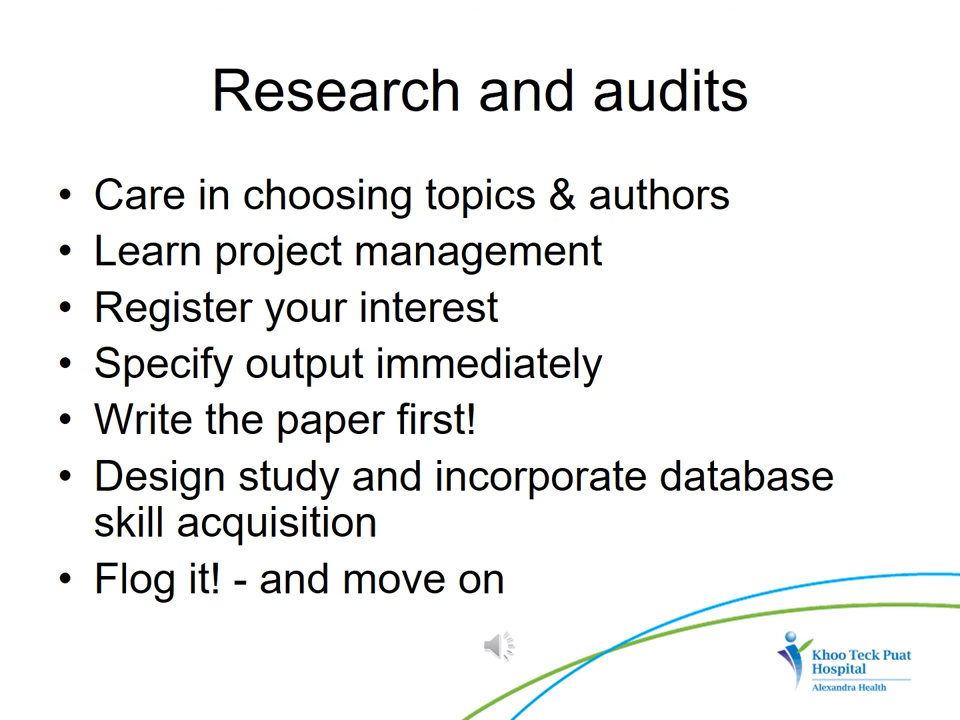 Research and audits
• Care in choosing topics & authors
• Learn project management
• Register your interest
• Specify output immediately
• Write the paper first!
• Design study and incorporate database
skill acquisition
• Flog it! - and move on
Khoo Teck Puat
Hospital
Alexandra Health